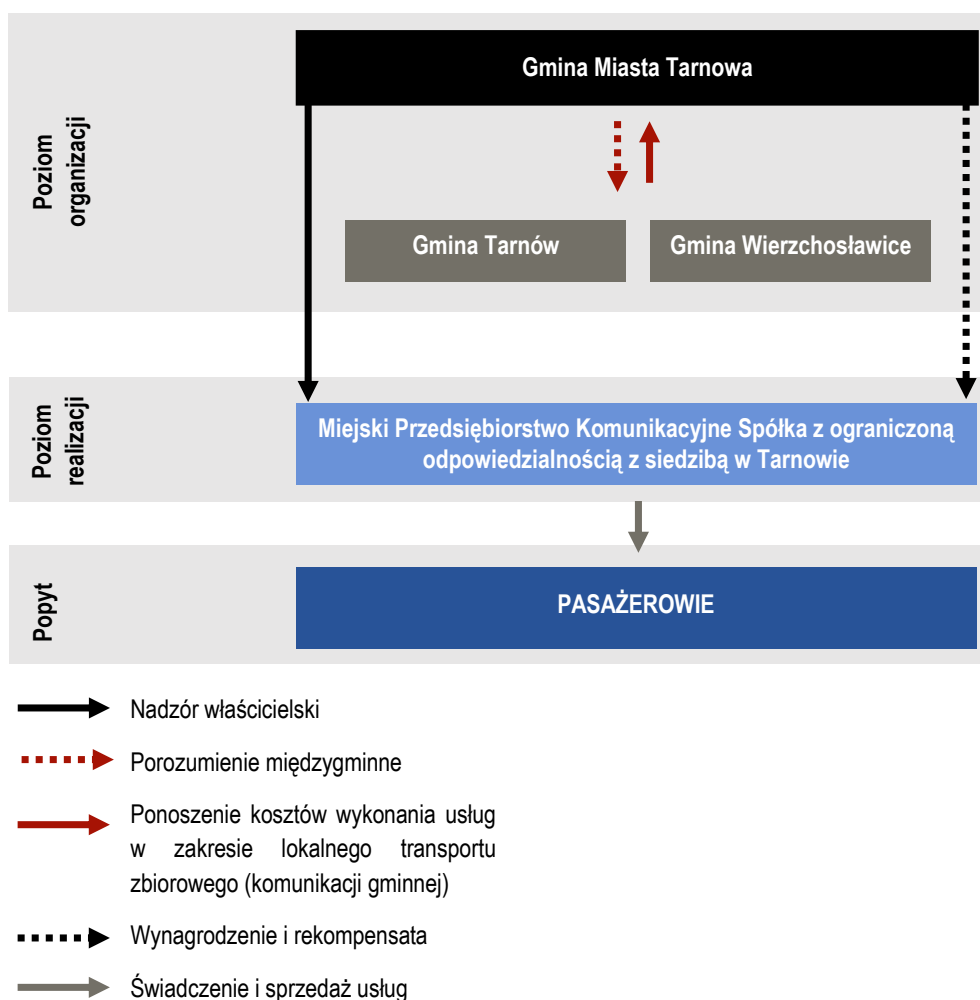 Gmina Miasta Tarnowa
Poziom
organizacji
Gmina Tarnów
Gmina Wierzchosławice
Poziom
realizacji
Miejski Przedsiębiorstwo Komunikacyjne Spółka z ograniczoną
odpowiedzialnością z siedzibą w Tarnowie
Popyt
PASAŻEROWIE
Nadzór właścicielski
Porozumienie międzygminne
Ponoszenie kosztów wykonania usług
w zakresie lokalnego transportu
zbiorowego (komunikacji gminnej)
Wynagrodzenie i rekompensata
Świadczenie i sprzedaż usług